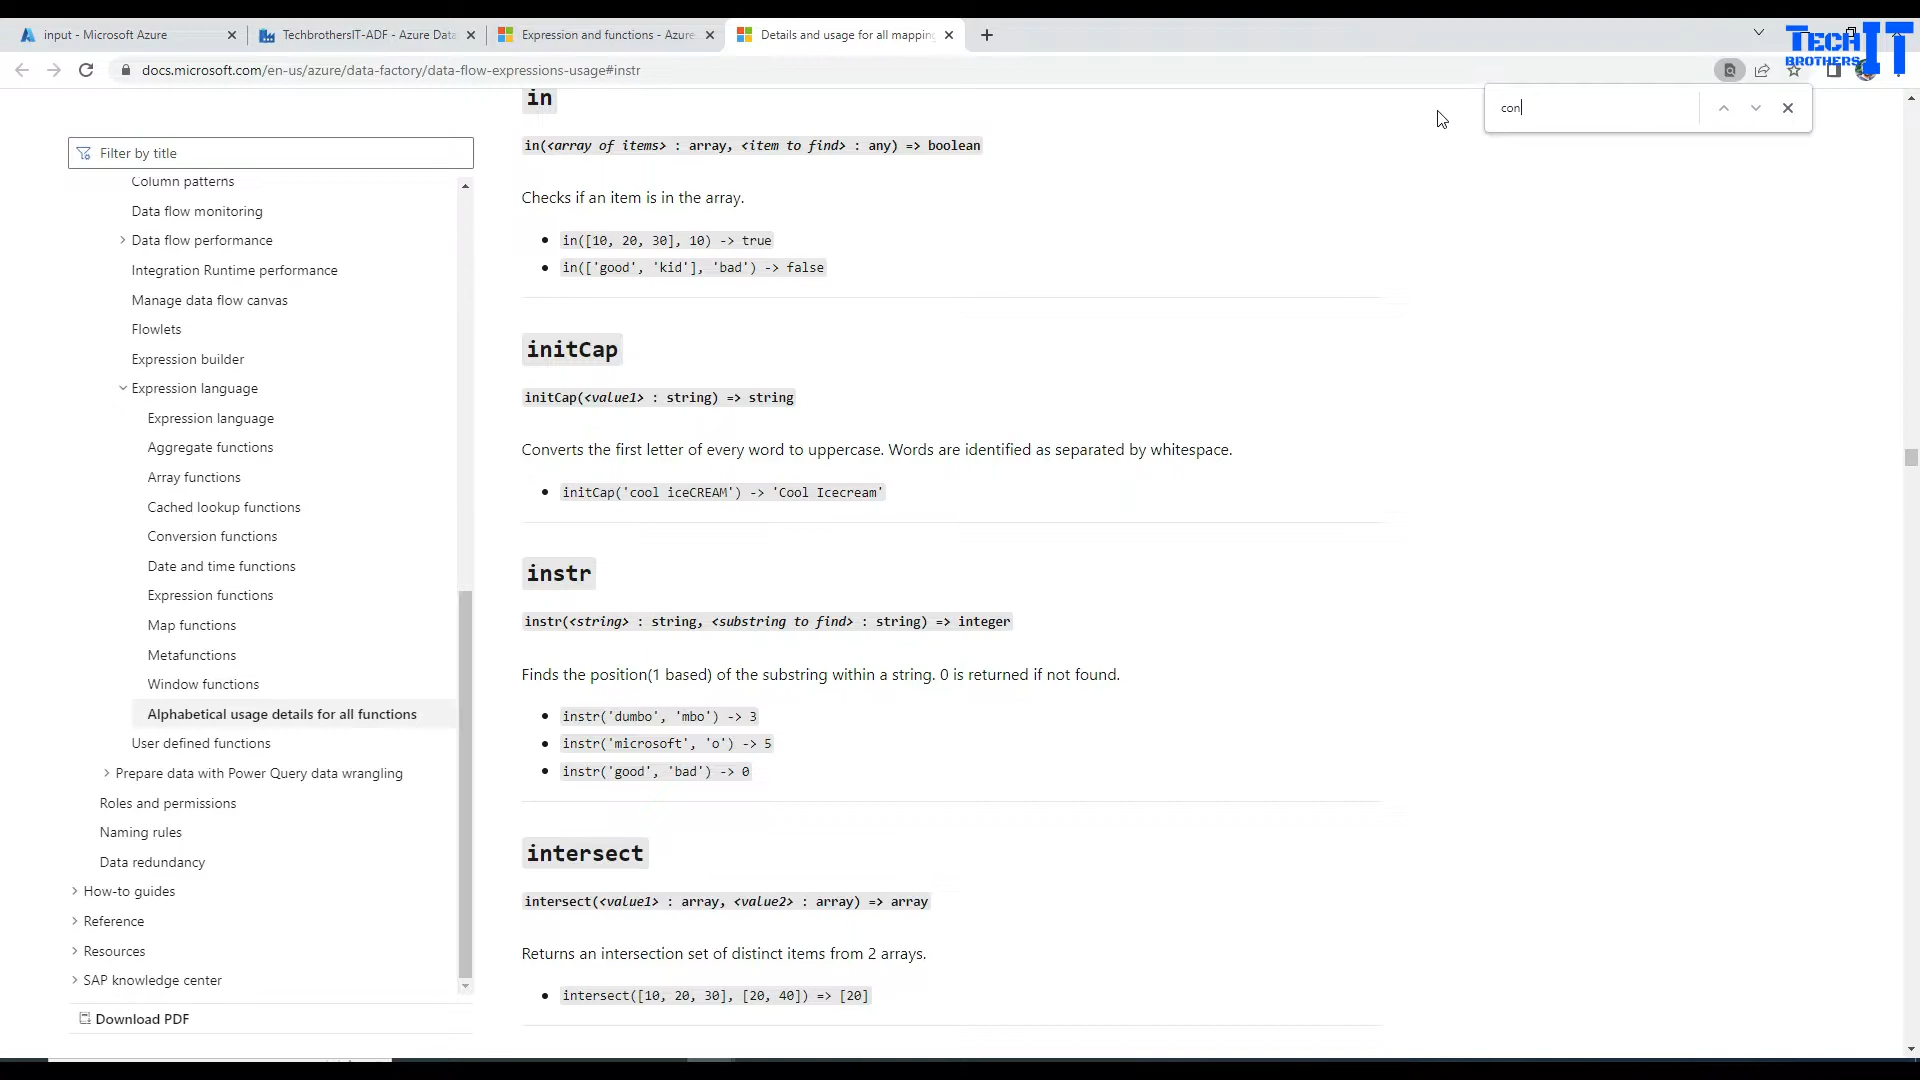 input - Microsoft Azure
TechbrothersIT-ADF - Azure Data
Expression and functions - Azure
Details and usage for all mapping
TECH BROTHERS IT
docs.microsoft.com/en-us/azure/data-factory/data-flow-expressions-usage#instr
con
Filter by title
Column patterns
Data flow monitoring
Data flow performance
Integration Runtime performance
Manage data flow canvas
Flowlets
Expression builder
Expression language
Expression language
Aggregate functions
Array functions
Cached lookup functions
Conversion functions
Date and time functions
Expression functions
Map functions
Metafunctions
Window functions
Alphabetical usage details for all functions
User defined functions
Prepare data with Power Query data wrangling
Roles and permissions
Naming rules
Data redundancy
How-to guides
Reference
Resources
SAP knowledge center
Download PDF
in
in(<array of items> : array, <item to find> : any) => boolean
Checks if an item is in the array.
in([10, 20, 30], 10) -> true
in(['good', 'kid'], 'bad') -> false
initCap
initCap(<value1> : string) => string
Converts the first letter of every word to uppercase. Words are identified as separated by whitespace.
initCap('cool iceCREAM') -> 'Cool Icecream'
instr
instr(<string> : string, <substring to find> : string) => integer
Finds the position(1 based) of the substring within a string. 0 is returned if not found.
instr('dumbo', 'mbo') -> 3
instr('microsoft', 'o') -> 5
instr('good', 'bad') -> 0
intersect
intersect(<value1> : array, <value2> : array) => array
Returns an intersection set of distinct items from 2 arrays.
intersect([10, 20, 30], [20, 40]) => [20]